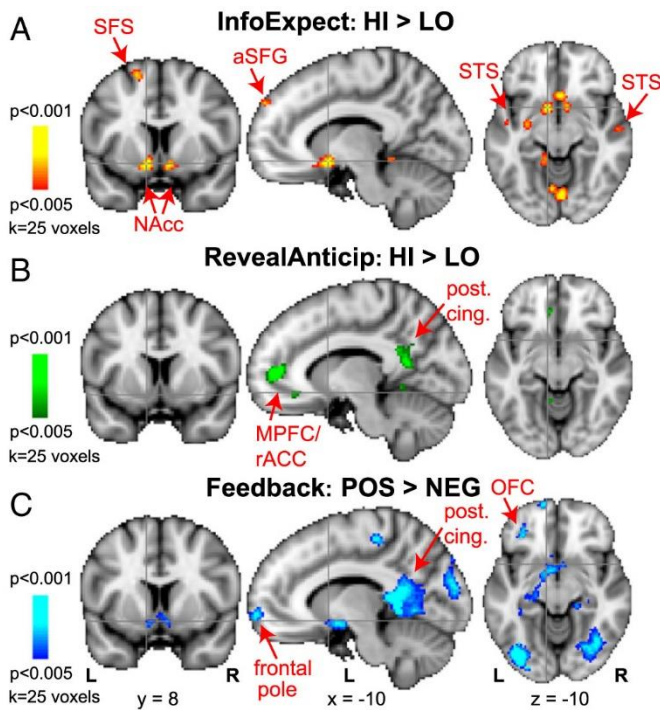 A
InfoExpect: HI > LO
SFS
aSFG
STS
STS
p<0.001
p<0.005
k=25 voxels
NAcc
B
RevealAnticip: HI > LO
post.
cing.
p<0.001
p<0.005
k=25 voxels
MPFC/
rACC
C
Feedback: POS > NEG
OFC
post.
cing.
p<0.001
p<0.005
k=25 voxels
frontal
pole
L
R
L
L
R
y = 8
x = -10
z = -10